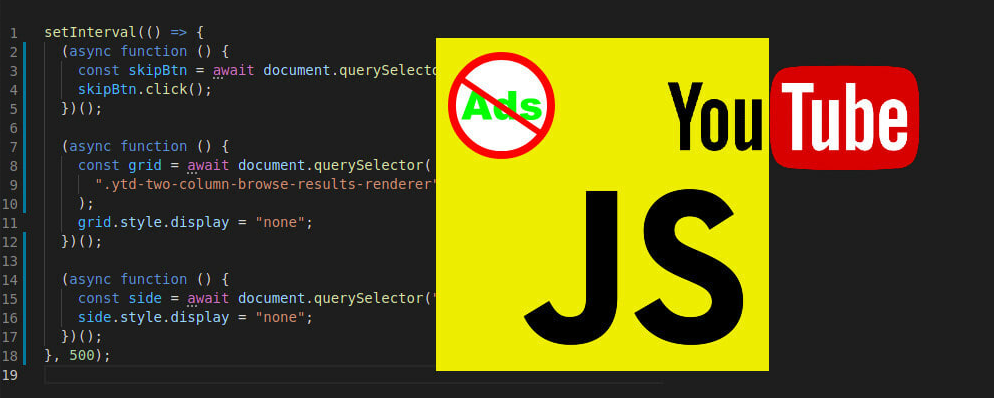 1 setInterval(() => {
2 (async function () {
3 const skipBtn = await document.querySelecto
4 skipBtn.click();
5 })();
6
7 (async function () {
8 const grid = await document.querySelector(
9 ".ytd-two-column-browse-results-renderer"
10 );
11 grid.style.display = "none";
12 })();
13
14 (async function () {
15 const side = await document.querySelector("
16 side.style.display = "none";
17 })();
18 }, 500);
19
Ads
YouTube
JS